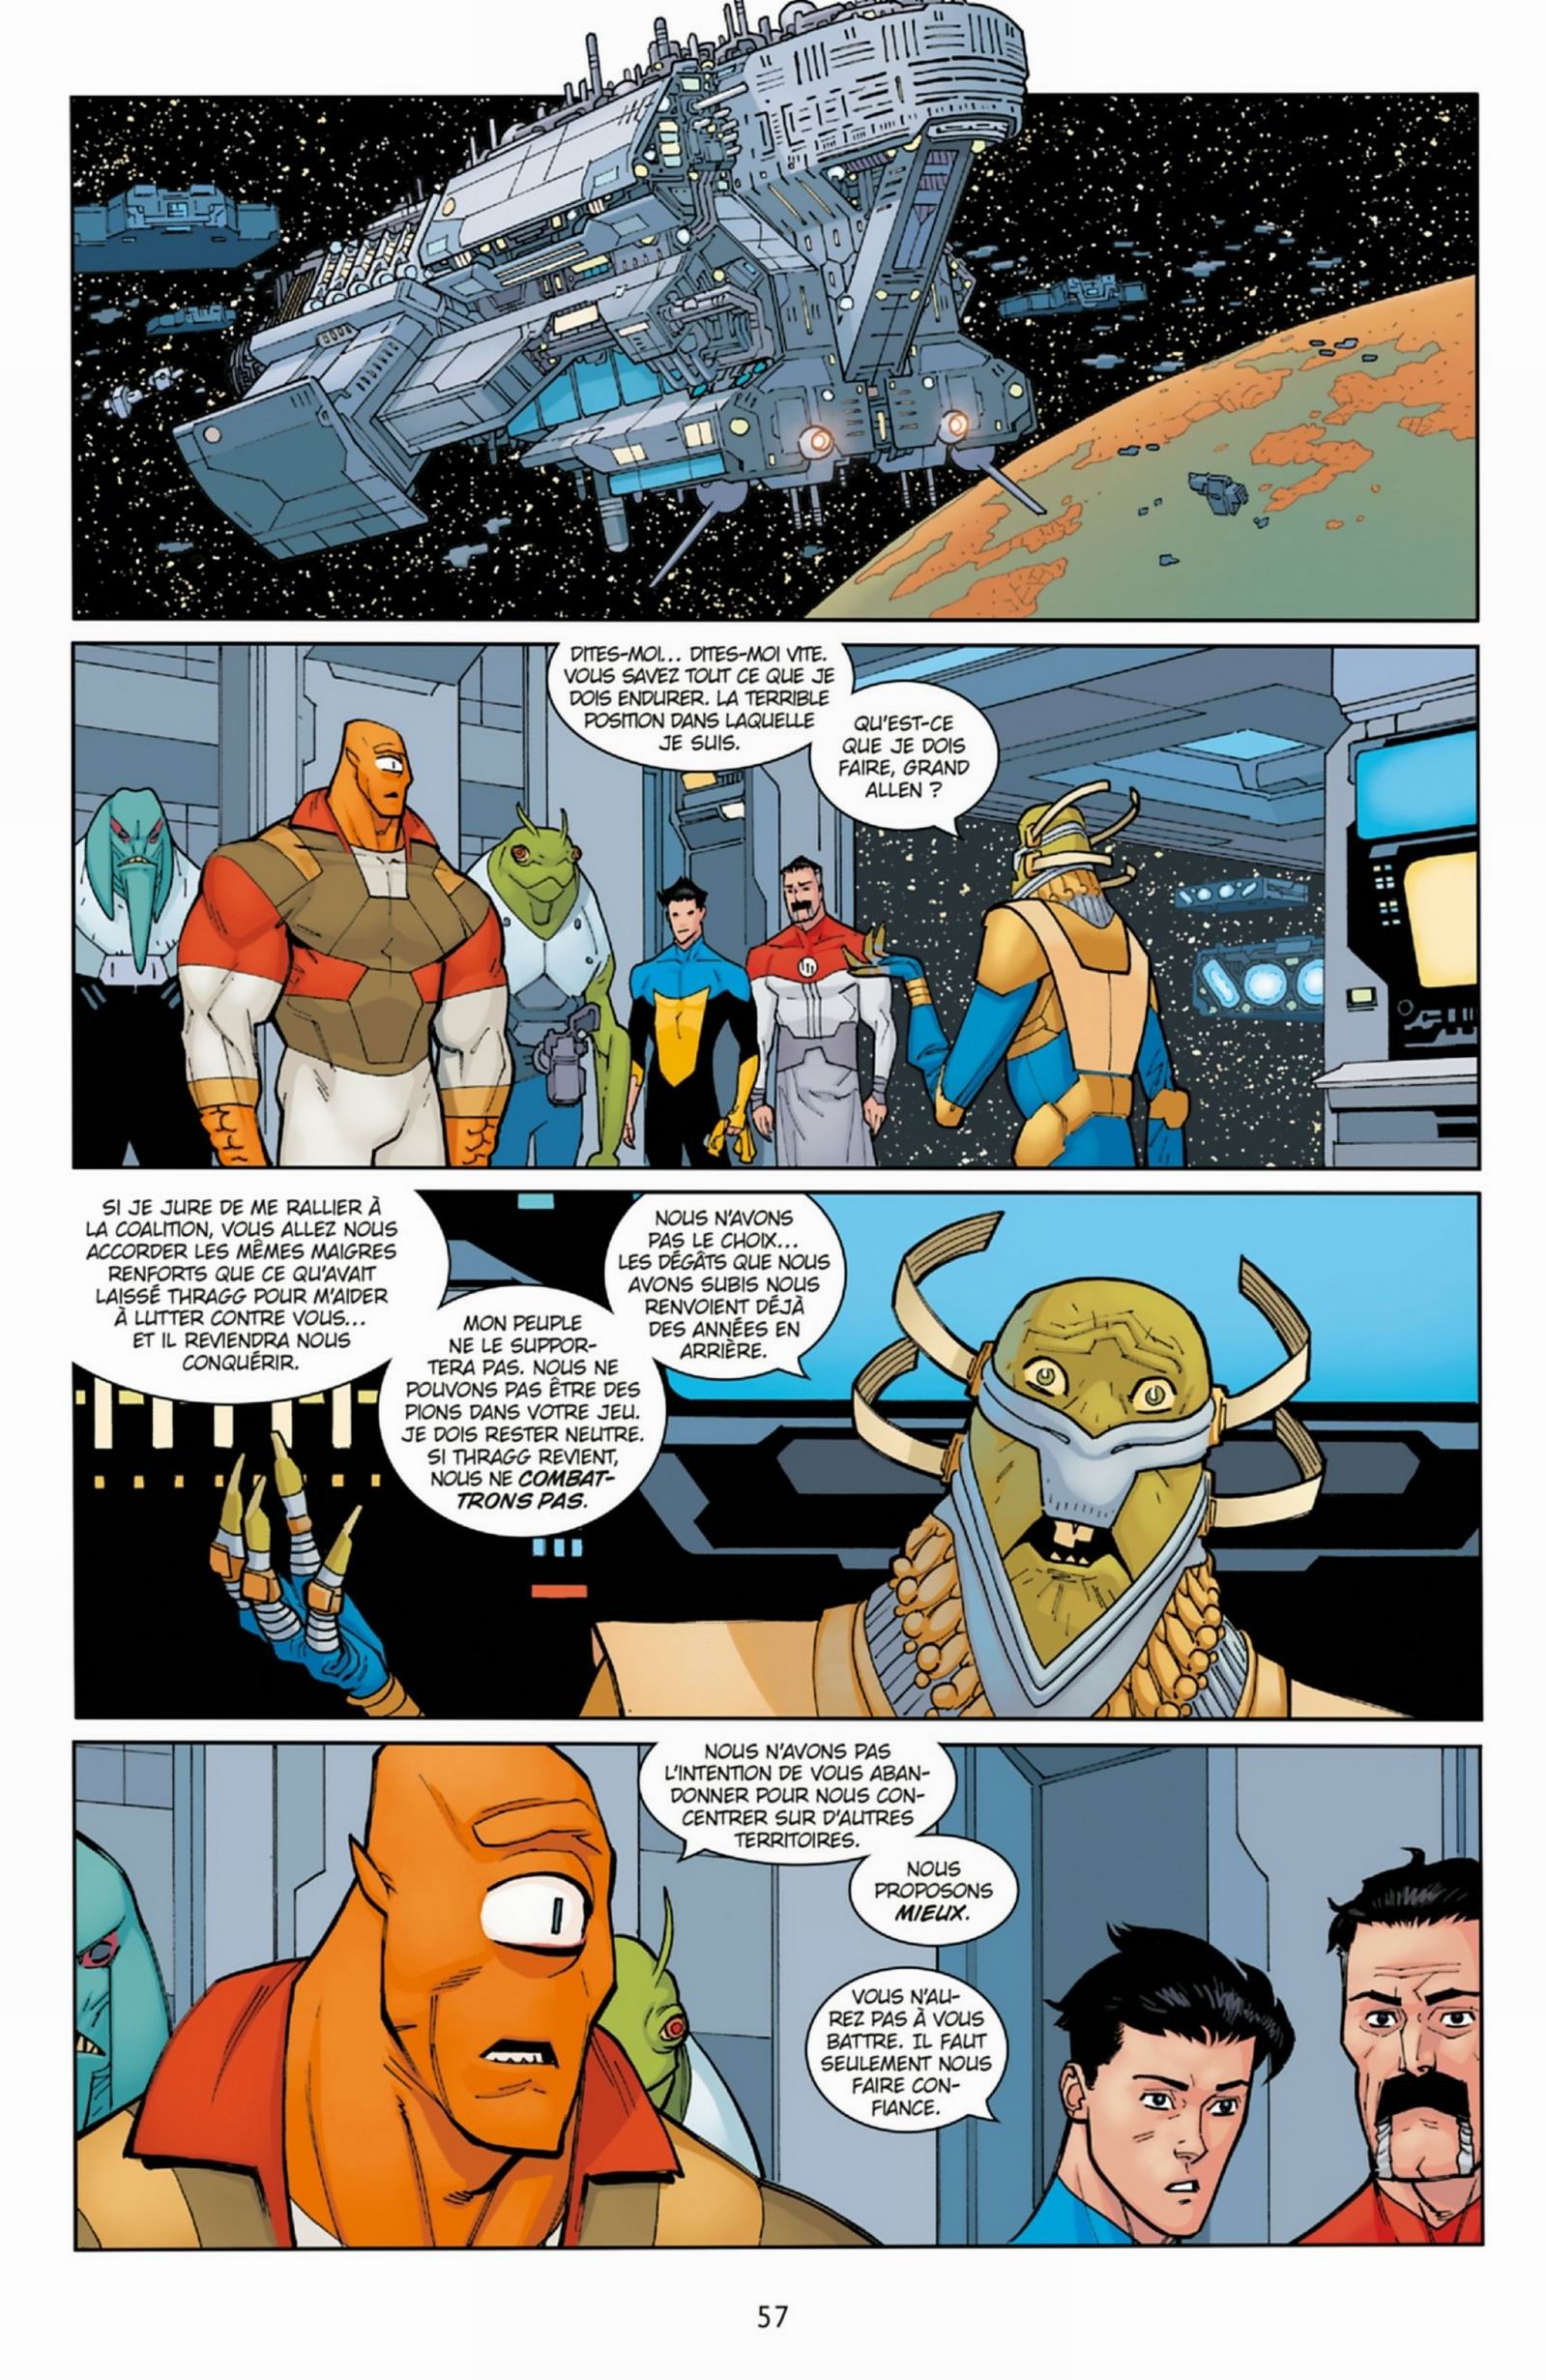 DITES-MOI... DITES-MOI VITE.
VOUS SAVEZ TOUT CE QUE JE
DOIS ENDURER. LA TERRIBLE
POSITION DANS LAQUELLE
JE SUIS.
QU'EST-CE
QUE JE DOIS
FAIRE, GRAND
ALLEN ?
SI JE JURE DE ME RALLIER À
LA COALITION, VOUS ALLEZ NOUS
ACCORDER LES MÊMES MAIGRES
RENFORTS QUE CE QU'AVAIT
LAISSÉ THRAGG POUR M'AIDER
À LUTTER CONTRE VOUS...
ET IL REVIENDRA NOUS
CONQUÉRIR.
MON PEUPLE
NE LE SUPPOR-
TERA PAS. NOUS NE
POUVONS PAS ÊTRE DES
PIONS DANS VOTRE JEU.
JE DOIS RESTER NEUTRE.
SI THRAGG REVIENT,
NOUS NE COMBAT-
TRONS PAS.
NOUS N'AVONS
PAS LE CHOIX...
LES DÉGÂTS QUE NOUS
AVONS SUBIS NOUS
RENVOIENT DÉJÀ
DES ANNÉES EN
ARRIÈRE.
NOUS N'AVONS PAS
L'INTENTION DE VOUS ABAN-
DONNER POUR NOUS CON-
CENTRER SUR D'AUTRES
TERRITOIRES.
NOUS
PROPOSONS
MIEUX.
VOUS N'AU-
REZ PAS À VOUS
BATTRE. IL FAUT
SEULEMENT NOUS
FAIRE CON-
FIANCE.
57